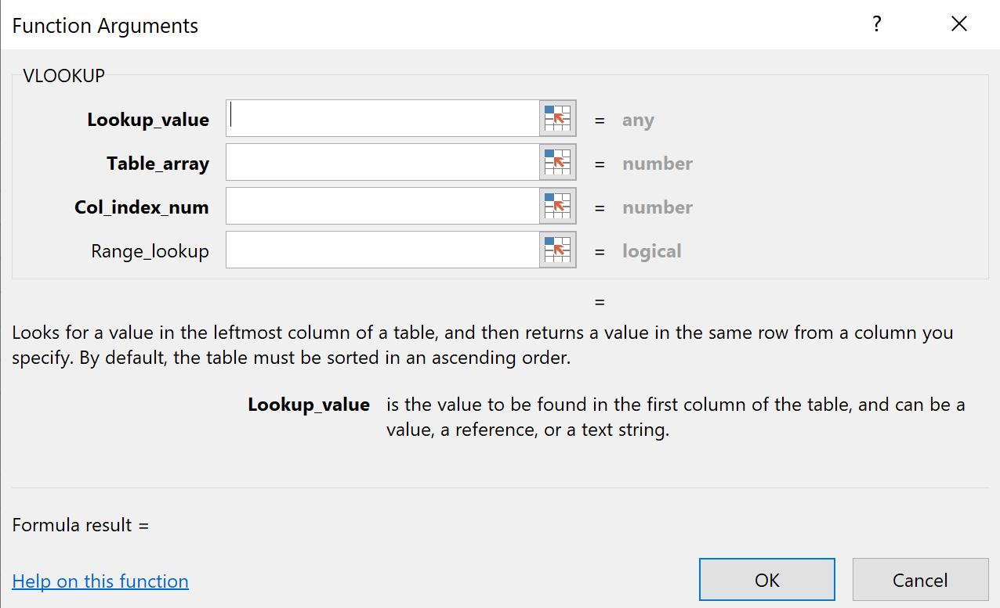 Function Arguments ? ×
VLOOKUP
Lookup_value = any
Table_array = number
Col_index_num = number
Range_lookup = logical
=
Looks for a value in the leftmost column of a table, and then returns a value in the same row from a column you
specify. By default, the table must be sorted in an ascending order.
Lookup_value is the value to be found in the first column of the table, and can be a
value, a reference, or a text string.
Formula result =
Help on this function OK Cancel